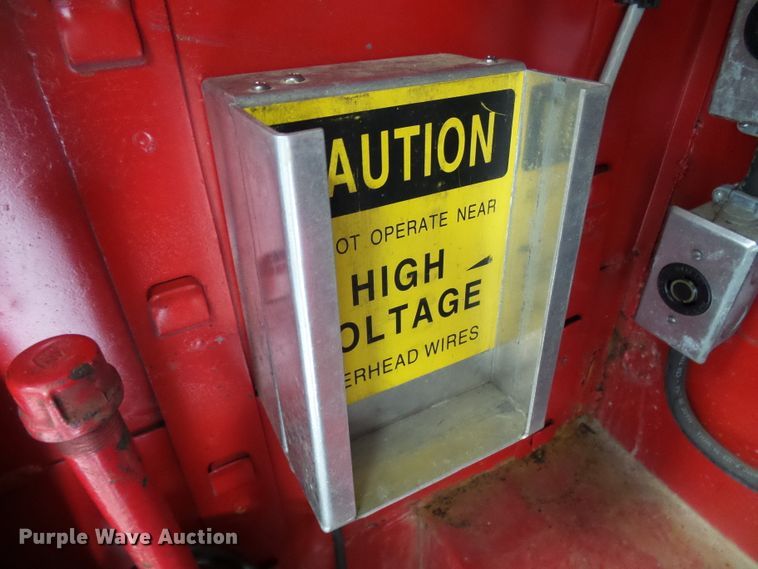 AUTION
OT OPERATE NEAR
HIGH
OLTAGE
ERHEAD WIRES
Purple Wave Auction